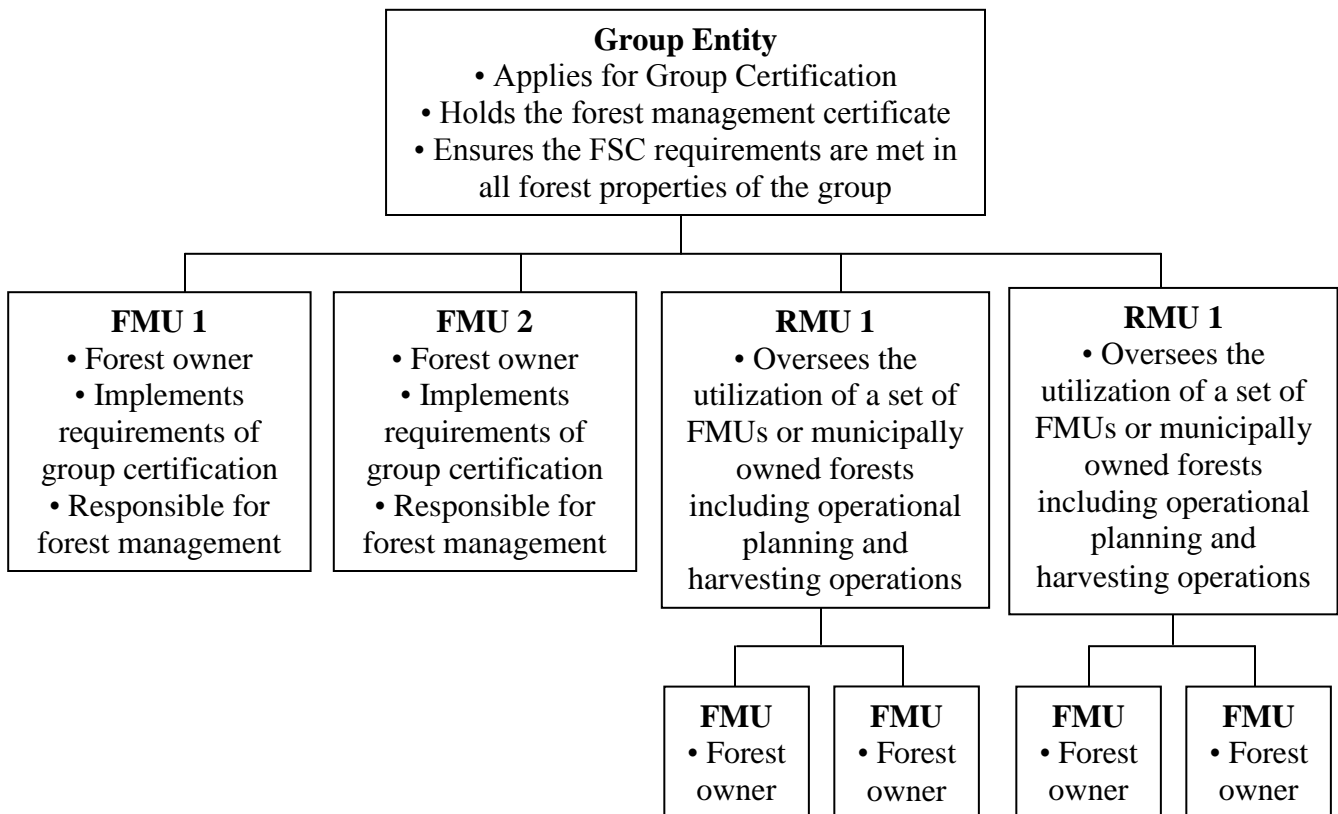 Group Entity
• Applies for Group Certification
• Holds the forest management certificate
• Ensures the FSC requirements are met in
all forest properties of the group
FMU 1
• Forest owner
• Implements
requirements of
group certification
• Responsible for
forest management
FMU 2
• Forest owner
• Implements
requirements of
group certification
• Responsible for
forest management
RMU 1
• Oversees the
utilization of a set of
FMUs or municipally
owned forests
including operational
planning and
harvesting operations
RMU 1
• Oversees the
utilization of a set of
FMUs or municipally
owned forests
including operational
planning and
harvesting operations
FMU
• Forest
owner
FMU
• Forest
owner
FMU
• Forest
owner
FMU
• Forest
owner